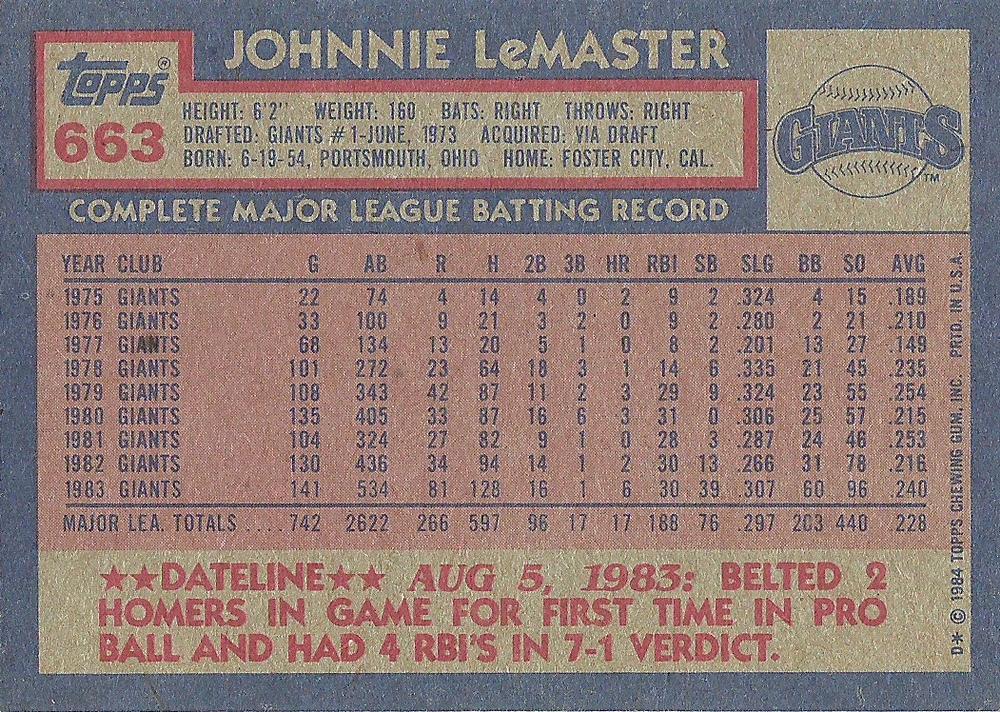 JOHNNIE LeMASTER
TOPPS®
663
HEIGHT: 6'2" WEIGHT: 160 BATS: RIGHT THROWS: RIGHT
DRAFTED: GIANTS #1-JUNE, 1973 ACQUIRED: VIA DRAFT
BORN: 6-19-54, PORTSMOUTH, OHIO HOME: FOSTER CITY, CAL.
GIANTS TM
COMPLETE MAJOR LEAGUE BATTING RECORD
YEAR CLUB G AB R H 2B 3B HR RBI SB SLG BB SO AVG
1975 GIANTS 22 74 4 14 4 0 2 9 2 .324 4 15 .189
1976 GIANTS 33 100 9 21 3 2 0 9 2 .280 2 21 .210
1977 GIANTS 68 134 13 20 5 1 0 8 2 .201 13 27 .149
1978 GIANTS 101 272 23 64 18 3 1 14 6 .335 21 45 .235
1979 GIANTS 108 343 42 87 11 2 3 29 9 .324 23 55 .254
1980 GIANTS 135 405 33 87 16 6 3 31 0 .306 25 57 .215
1981 GIANTS 104 324 27 82 9 1 0 28 3 .287 24 46 .253
1982 GIANTS 130 436 34 94 14 1 2 30 13 .266 31 78 .216
1983 GIANTS 141 534 81 128 16 1 6 30 39 .307 60 96 .240
MAJOR LEA. TOTALS .... 742 2622 266 597 96 17 17 188 76 .297 203 440 .228
★★DATELINE★★ AUG 5, 1983: BELTED 2
HOMERS IN GAME FOR FIRST TIME IN PRO
BALL AND HAD 4 RBI'S IN 7-1 VERDICT.
D* © 1984 TOPPS CHEWING GUM, INC. PRTD. IN U.S.A.